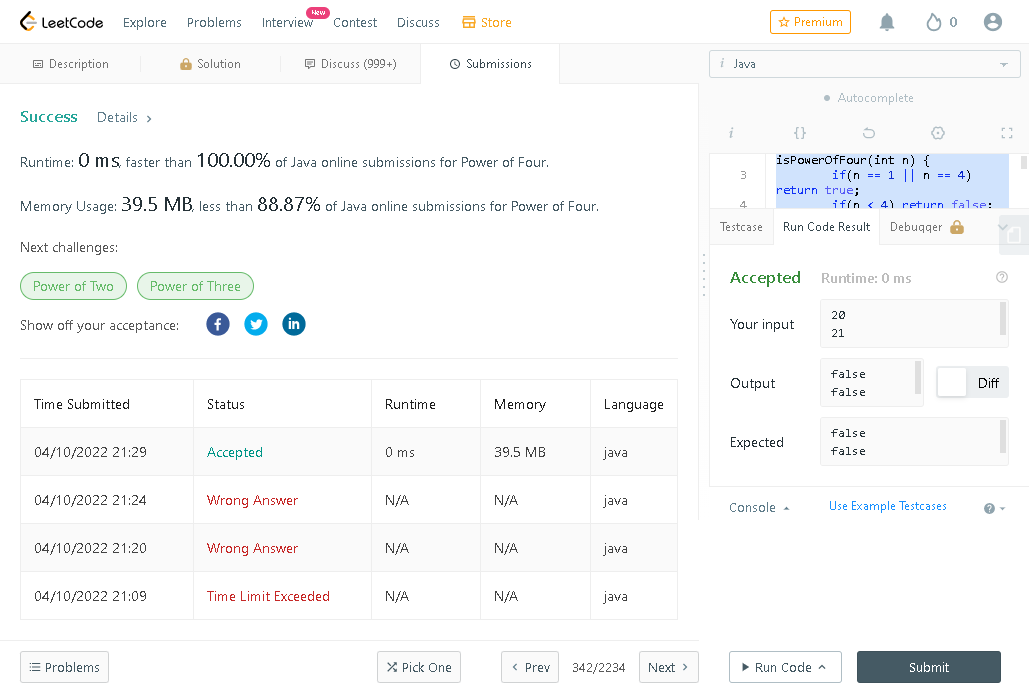 LeetCode Explore Problems Interview New Contest Discuss Store Premium 0
Description Solution Discuss (999+) Submissions
i Java
Autocomplete
Success Details >
i {}
Runtime: 0 ms, faster than 100.00% of Java online submissions for Power of Four.
Memory Usage: 39.5 MB, less than 88.87% of Java online submissions for Power of Four.
Next challenges:
Power of Two Power of Three
Show off your acceptance:
Time Submitted Status Runtime Memory Language
04/10/2022 21:29 Accepted 0 ms 39.5 MB java
04/10/2022 21:24 Wrong Answer N/A N/A java
04/10/2022 21:20 Wrong Answer N/A N/A java
04/10/2022 21:09 Time Limit Exceeded N/A N/A java
isPowerOfFour(int n) {
3 if(n == 1 || n == 4)
return true;
4 if(n < 4) return false;
Testcase Run Code Result Debugger
Accepted Runtime: 0 ms
Your input
20
21
Output
false
false
Diff
Expected
false
false
Console Use Example Testcases
Problems Pick One < Prev 342/2234 Next > Run Code Submit